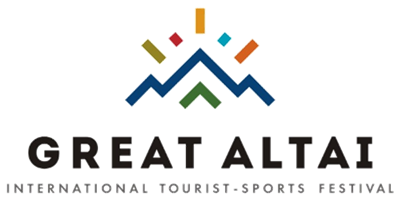 GREAT ALTAI
INTERNATIONAL TOURIST-SPORTS FESTIVAL